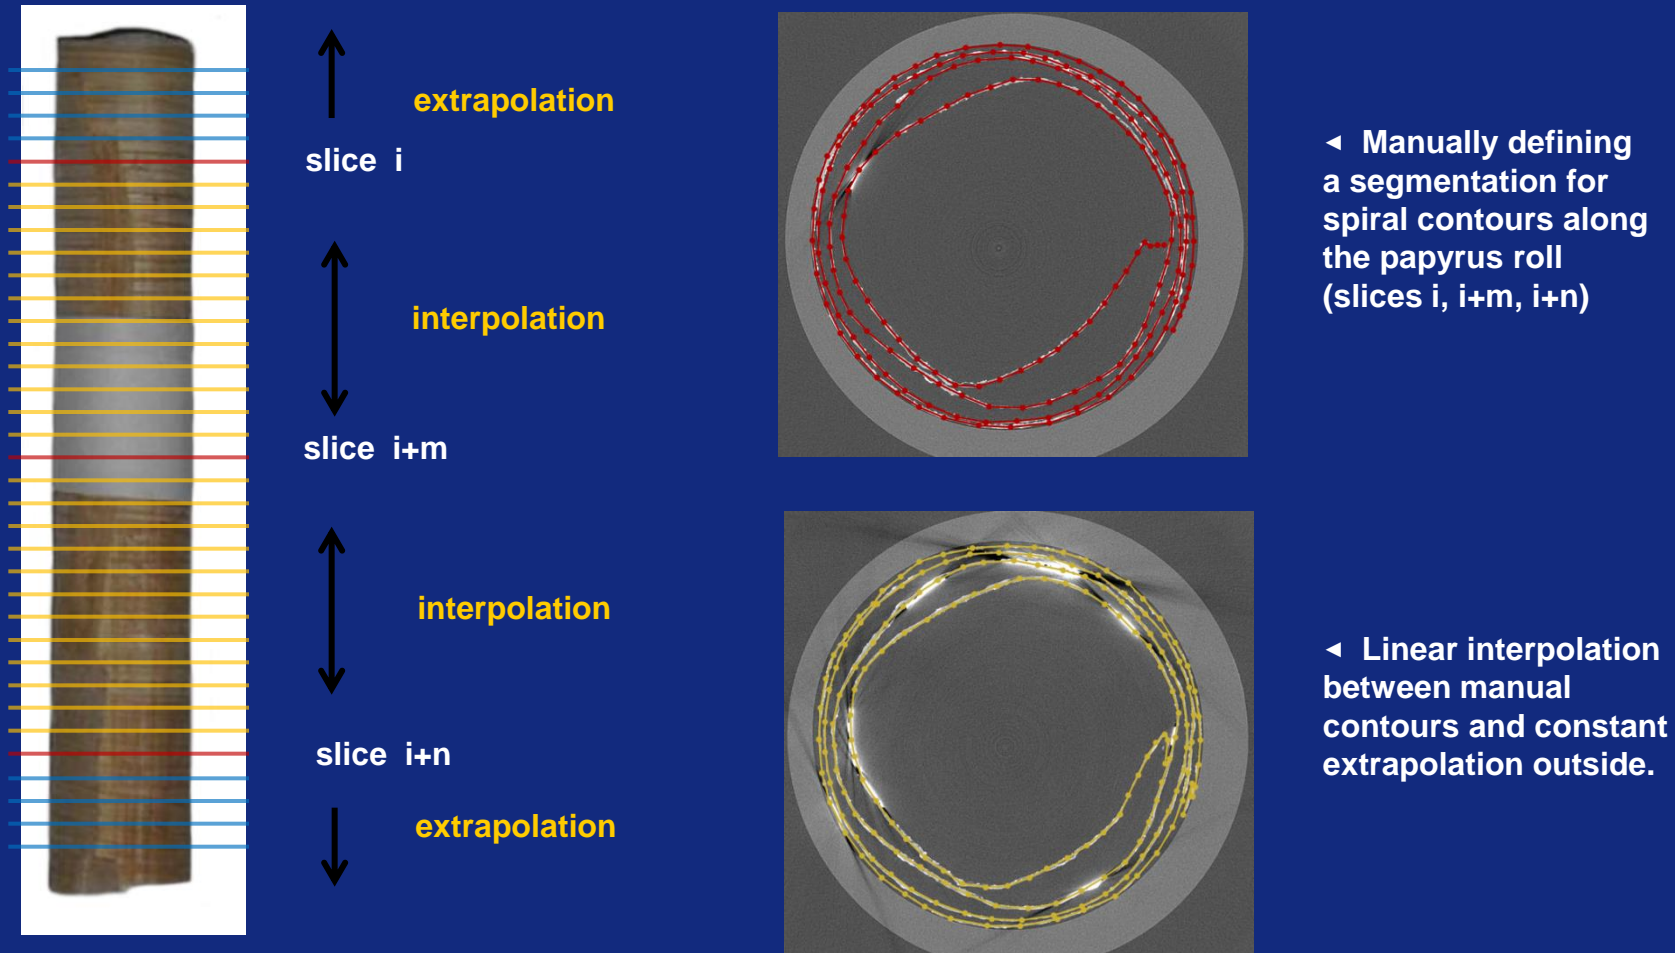 extrapolation
slice i
interpolation
slice i+m
interpolation
slice i+n
extrapolation
◄ Manually defining
a segmentation for
spiral contours along
the papyrus roll
(slices i, i+m, i+n)
◄ Linear interpolation
between manual
contours and constant
extrapolation outside.